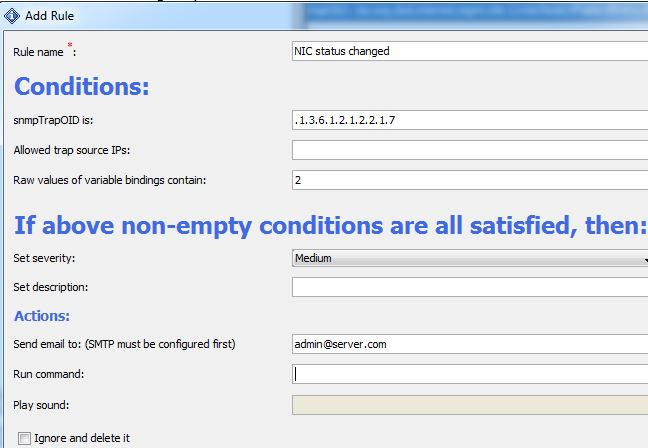 Add Rule
Rule name *: NIC status changed
Conditions:
snmpTrapOID is: .1.3.6.1.2.1.2.2.1.7
Allowed trap source IPs:
Raw values of variable bindings contain: 2
If above non-empty conditions are all satisfied, then:
Set severity: Medium
Set description:
Actions:
Send email to: (SMTP must be configured first) admin@server.com
Run command:
Play sound:
Ignore and delete it